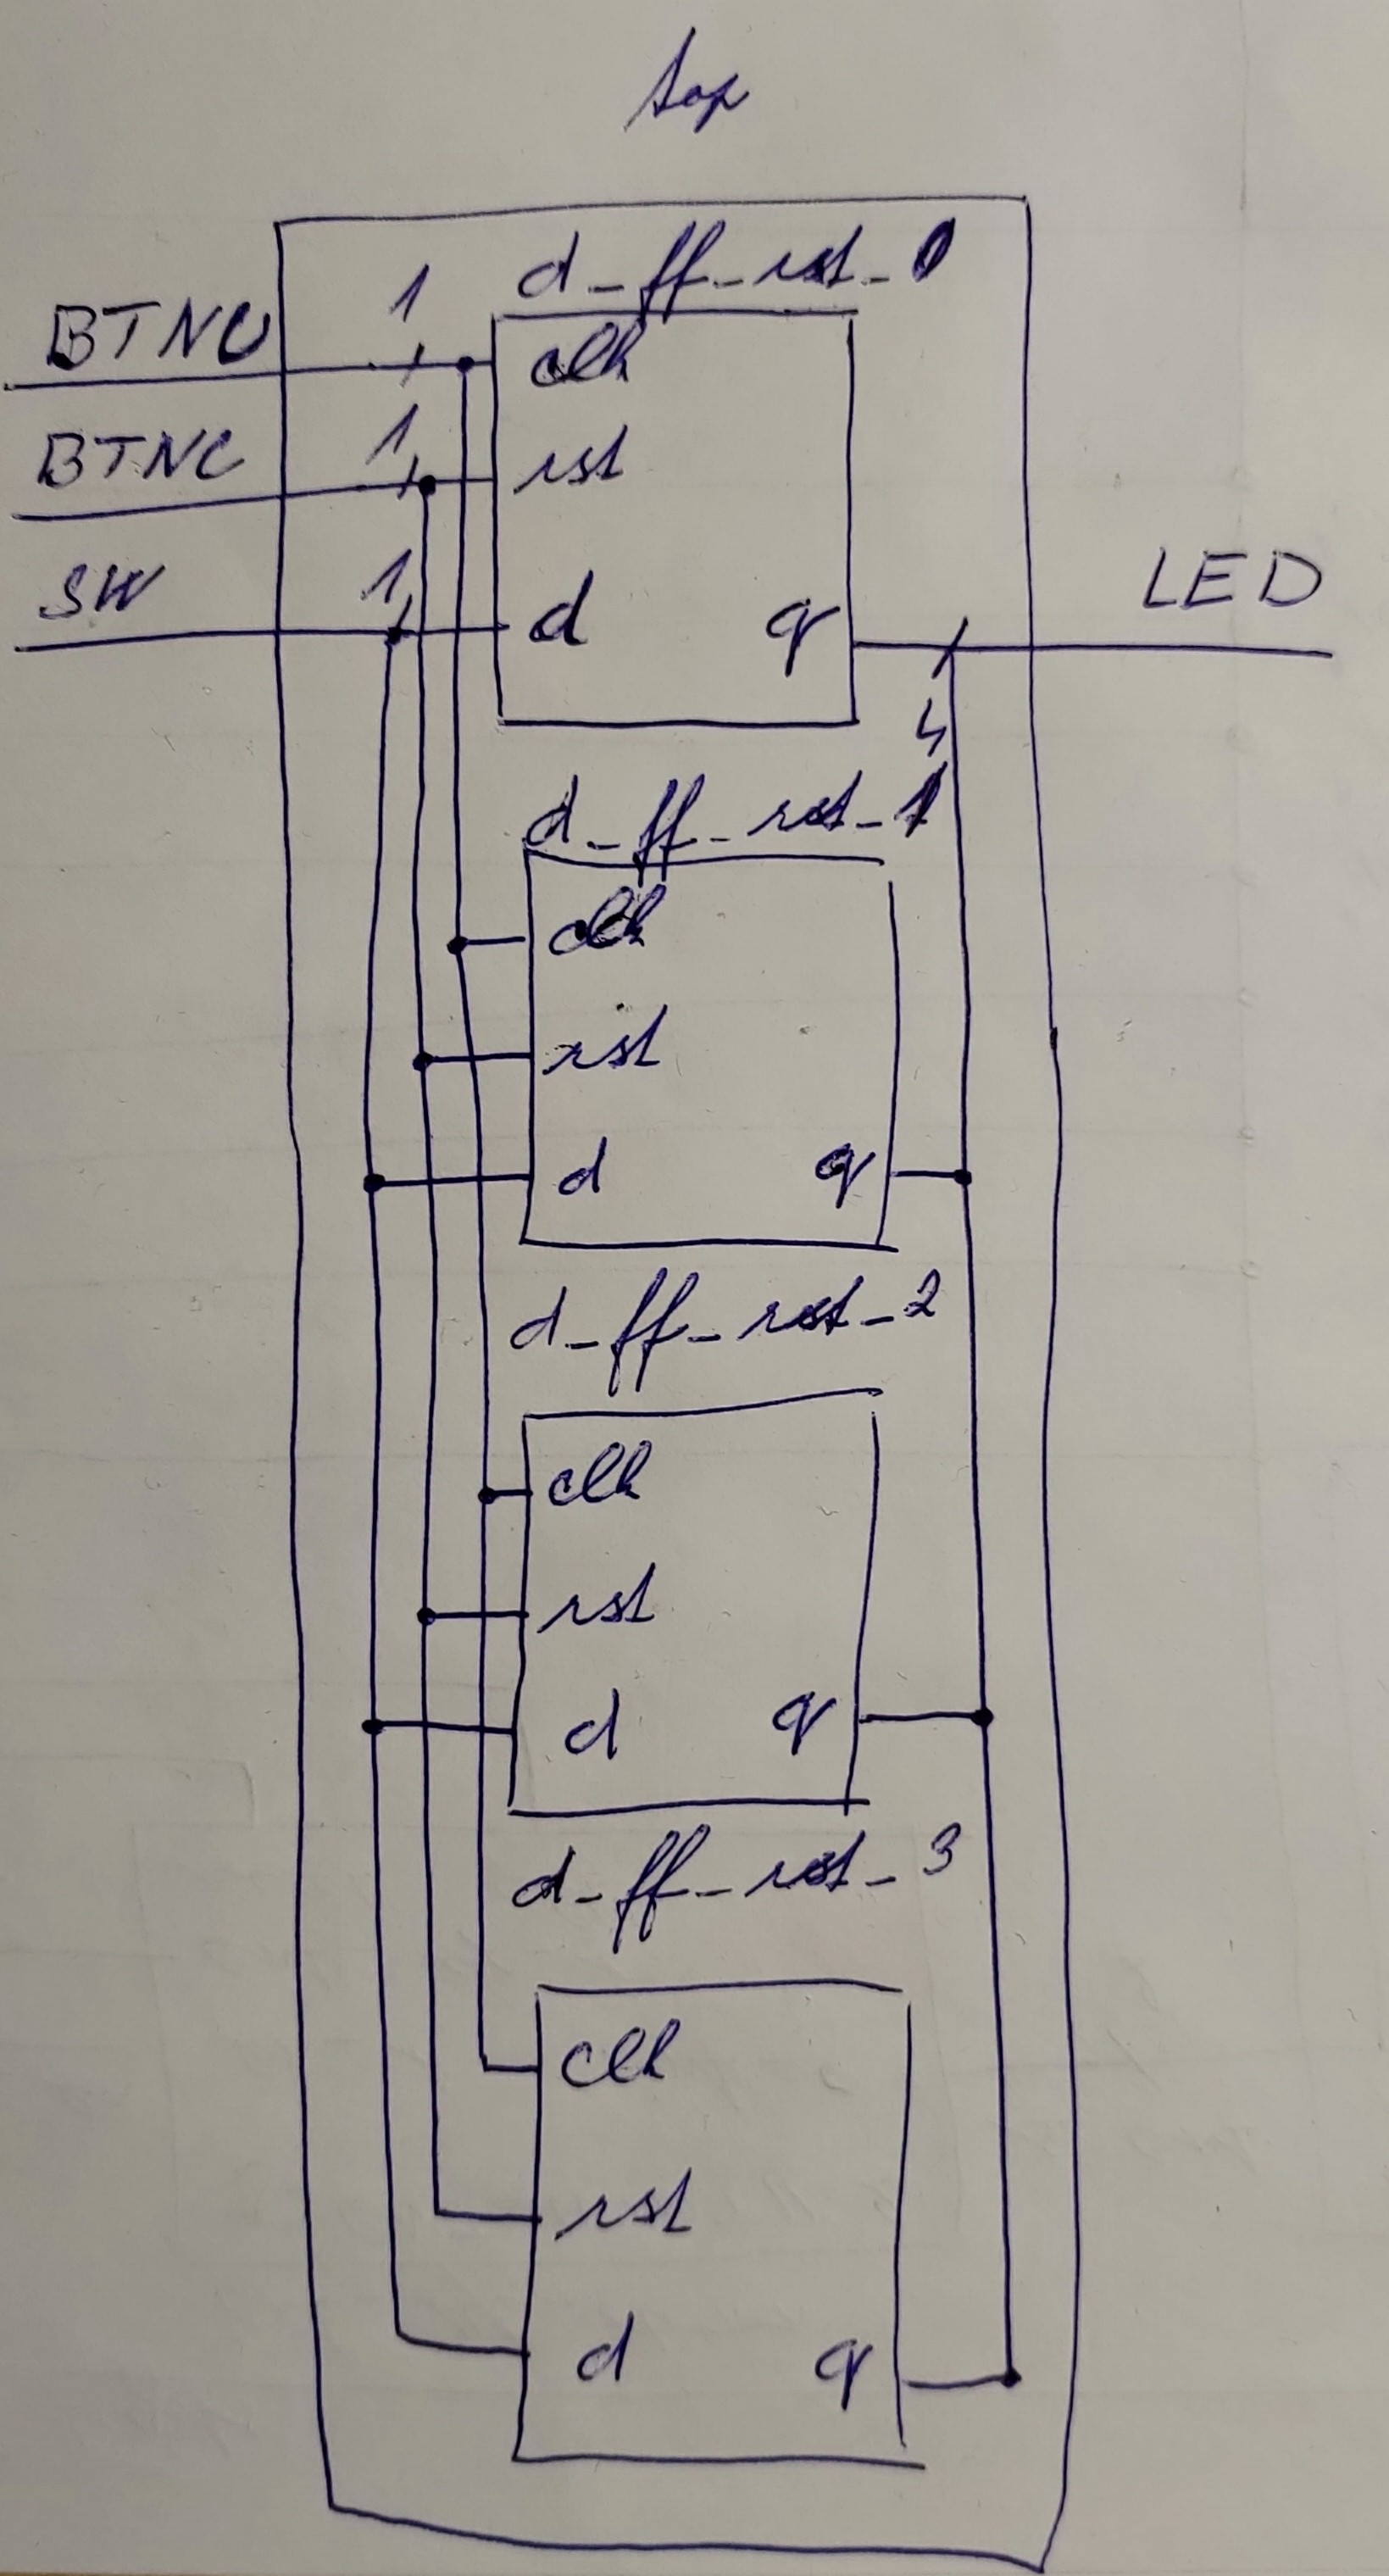 top
d_ff_rst_0
1
BTNU
clk
1
BTNC
rst
1
SW
d
q
LED
4
d_ff_rst_1
clk
rst
d
q
d_ff_rst_2
clk
rst
d
q
d_ff_rst_3
clk
rst
d
q